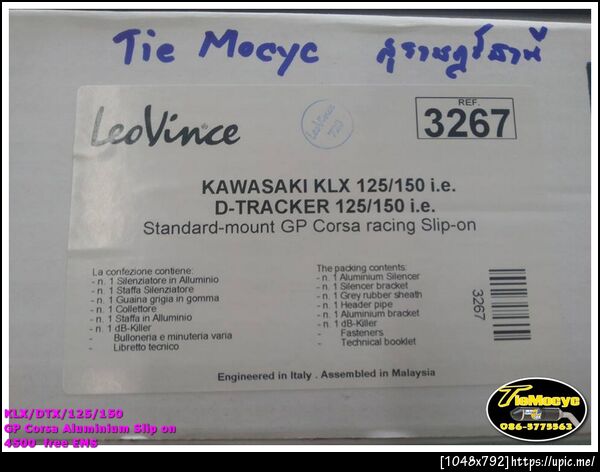 Tie Mocyc สุราษฎร์ธานี
LeoVince
LeoVince
REF.
3267
KAWASAKI KLX 125/150 i.e.
D-TRACKER 125/150 i.e.
Standard-mount GP Corsa racing Slip-on
La confezione contiene:
- n. 1 Silenziatore in Alluminio
- n. 1 Staffa Silenziatore
- n. 1 Guaina grigia in gomma
- n. 1 Collettore
- n. 1 Staffa in Alluminio
- n. 1 dB-Killer
- Bulloneria e minuteria varia
- Libretto tecnico
The packing contents:
- n. 1 Aluminium Silencer
- n. 1 Silencer bracket
- n. 1 Grey rubber sheath
- n. 1 Header pipe
- n. 1 Aluminium bracket
- n. 1 dB-Killer
- Fasteners
- Technical booklet
3267
Engineered in Italy . Assembled in Malaysia
KLX/DTX/125/150
GP Corsa Aluminium Slip on
4500 free EMS
TieMocyc
086-5775563
[1048x792]https://upic.me/